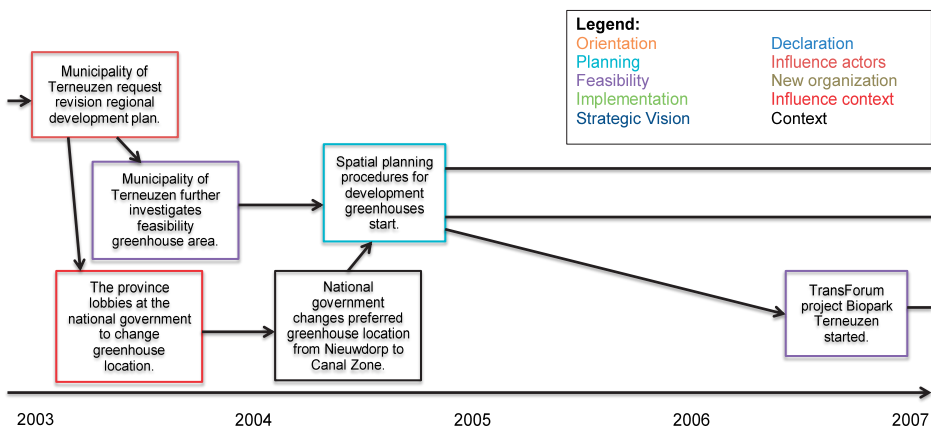 Legend:
Orientation
Declaration
Planning
Influence actors
Feasibility
New organization
Implementation
Influence context
Strategic Vision
Context
Municipality of
Terneuzen request
revision regional
development plan.
Municipality of
Terneuzen further
investigates
feasibility
greenhouse area.
Spatial planning
procedures for
development
greenhouses
start.
The province
lobbies at the
national government
to change
greenhouse
location.
National
government
changes preferred
greenhouse location
from Nieuwdorp to
Canal Zone.
TransForum
project Biopark
Terneuzen
started.
2003
2004
2005
2006
2007